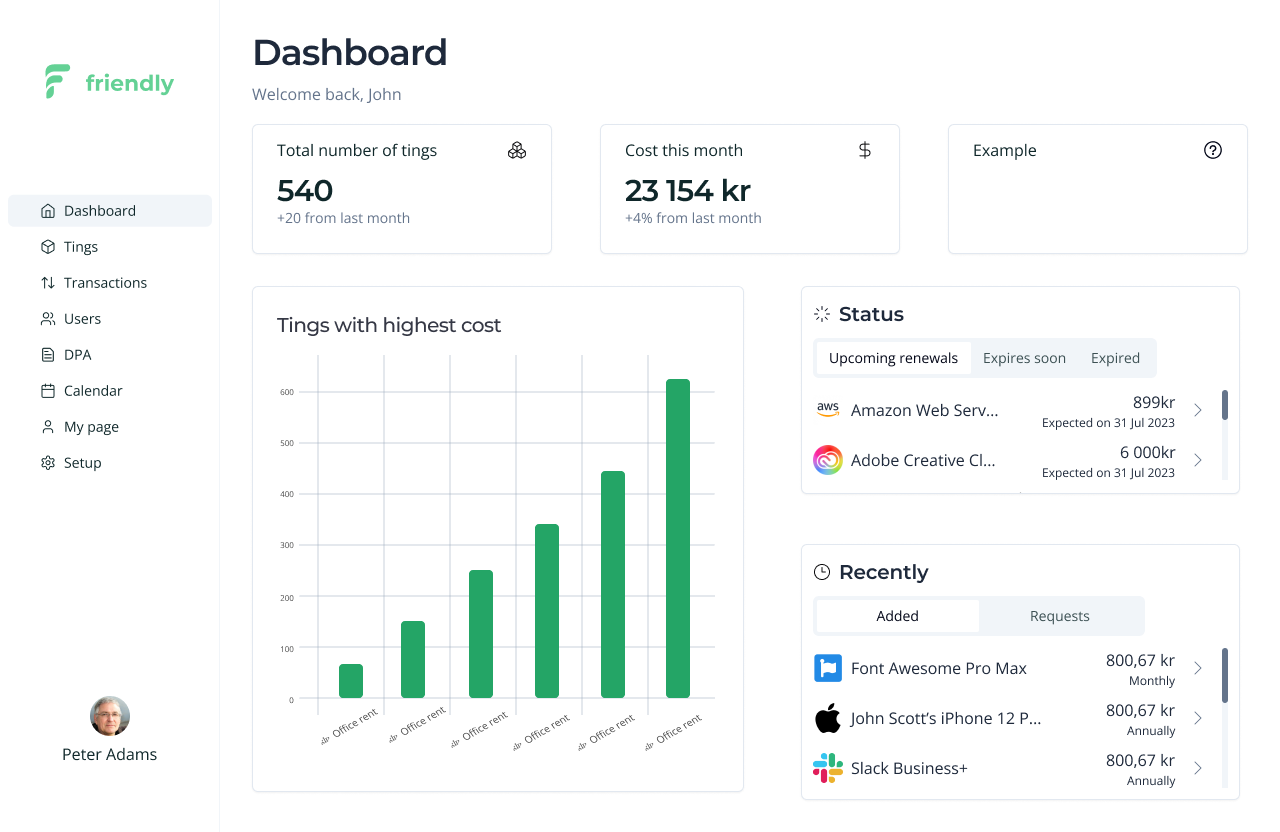 friendly
Dashboard
Tings
Transactions
Users
DPA
Calendar
My page
Setup
Peter Adams
Dashboard
Welcome back, John
Total number of tings
540
+20 from last month
Cost this month
23 154 kr
+4% from last month
Example
Tings with highest cost
600
500
400
300
200
100
0
Office rent
Office rent
Office rent
Office rent
Office rent
Office rent
Status
Upcoming renewals Expires soon Expired
aws
Amazon Web Serv... 899kr
Expected on 31 Jul 2023
Adobe Creative Cl... 6 000kr
Expected on 31 Jul 2023
Recently
Added Requests
Font Awesome Pro Max 800,67 kr
Monthly
John Scott’s iPhone 12 P... 800,67 kr
Annually
Slack Business+ 800,67 kr
Annually